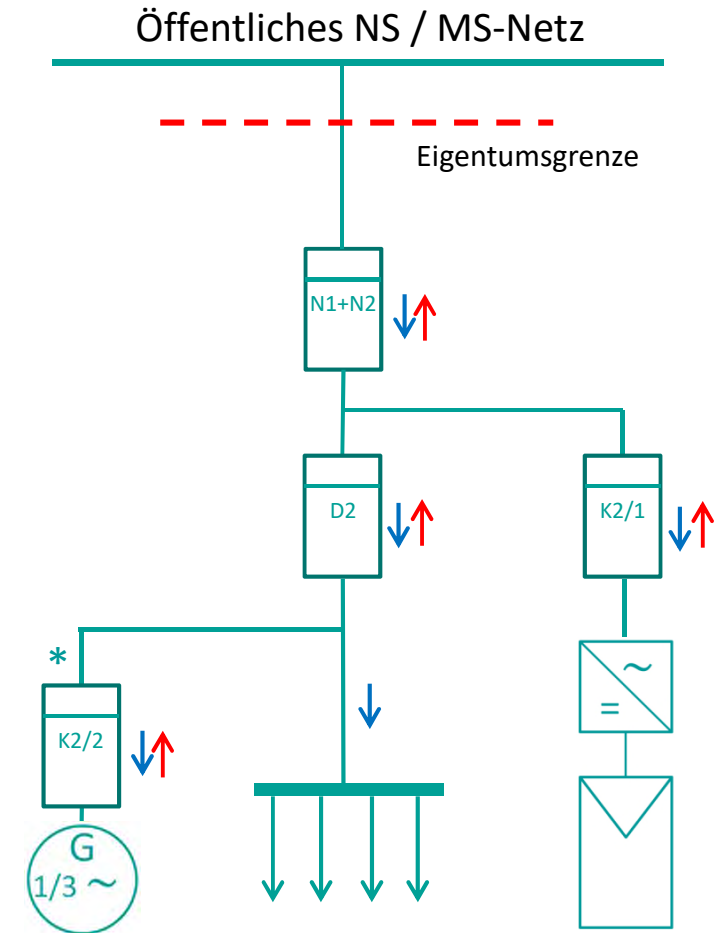 Öffentliches NS / MS-Netz
Eigentumsgrenze
N1+N2
D2
K2/1
*
K2/2
~
=
G
1/3 ~